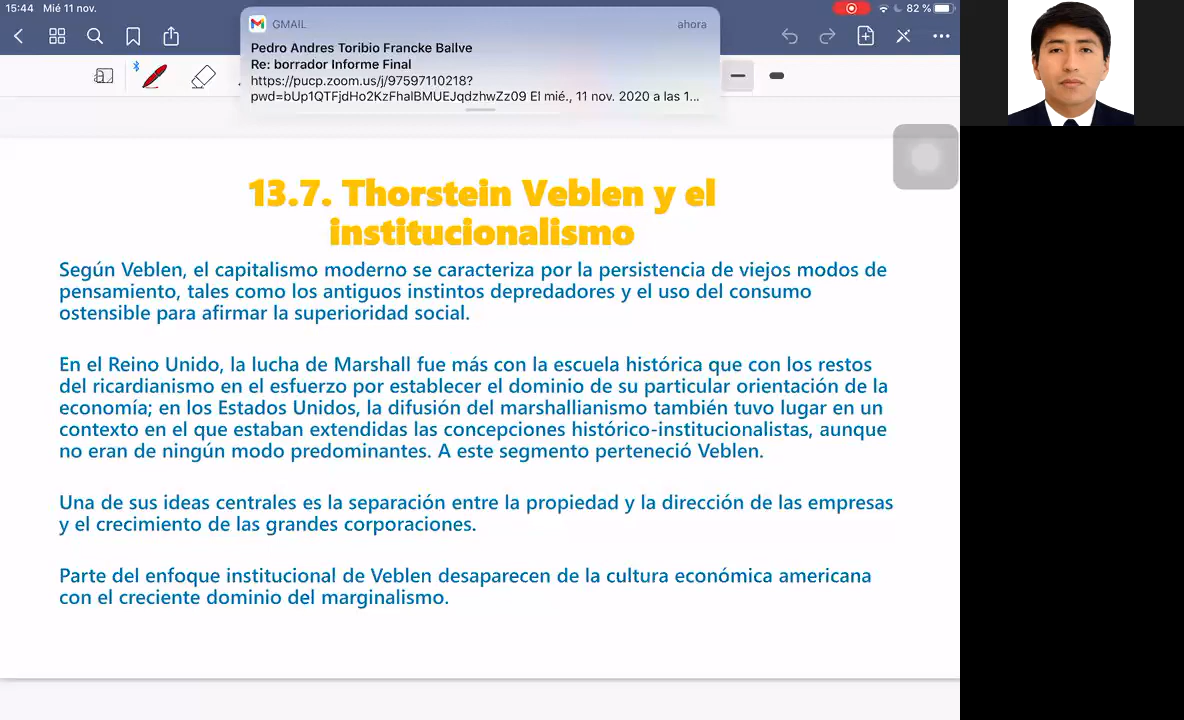 15:44 Mié 11 nov.
82 %
GMAIL
ahora
Pedro Andres Toribio Francke Ballve
Re: borrador Informe Final
https://pucp.zoom.us/j/97597110218?
pwd=bUp1QTFjdHo2KzFhalBMUEJqdzhwZz09 El mié., 11 nov. 2020 a las 1...
13.7. Thorstein Veblen y el
institucionalismo
Según Veblen, el capitalismo moderno se caracteriza por la persistencia de viejos modos de
pensamiento, tales como los antiguos instintos depredadores y el uso del consumo
ostensible para afirmar la superioridad social.
En el Reino Unido, la lucha de Marshall fue más con la escuela histórica que con los restos
del ricardianismo en el esfuerzo por establecer el dominio de su particular orientación de la
economía; en los Estados Unidos, la difusión del marshallianismo también tuvo lugar en un
contexto en el que estaban extendidas las concepciones histórico-institucionalistas, aunque
no eran de ningún modo predominantes. A este segmento perteneció Veblen.
Una de sus ideas centrales es la separación entre la propiedad y la dirección de las empresas
y el crecimiento de las grandes corporaciones.
Parte del enfoque institucional de Veblen desaparecen de la cultura económica americana
con el creciente dominio del marginalismo.